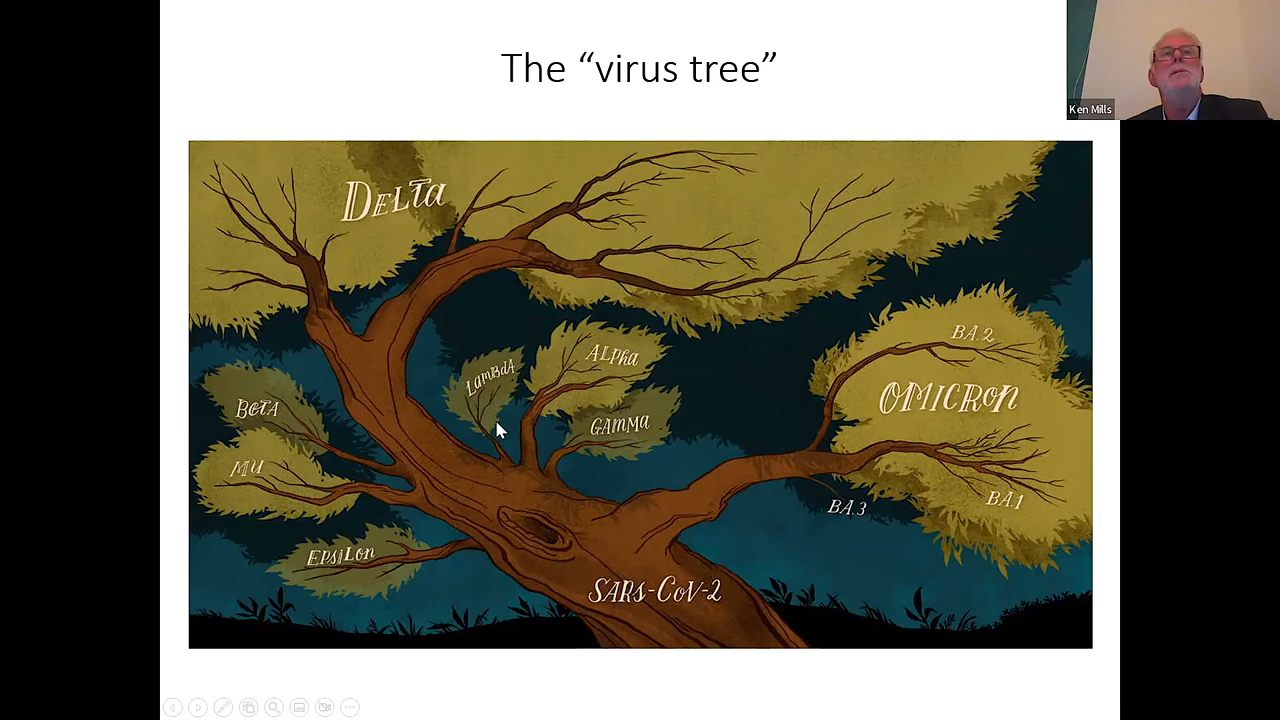 The “virus tree”
Ken Mills
DELTA
LAMBDA
ALPha
GAMMA
BETA
MU
EPSiLon
BA.2
OMICRon
BA.1
BA.3
SARS-CoV-2